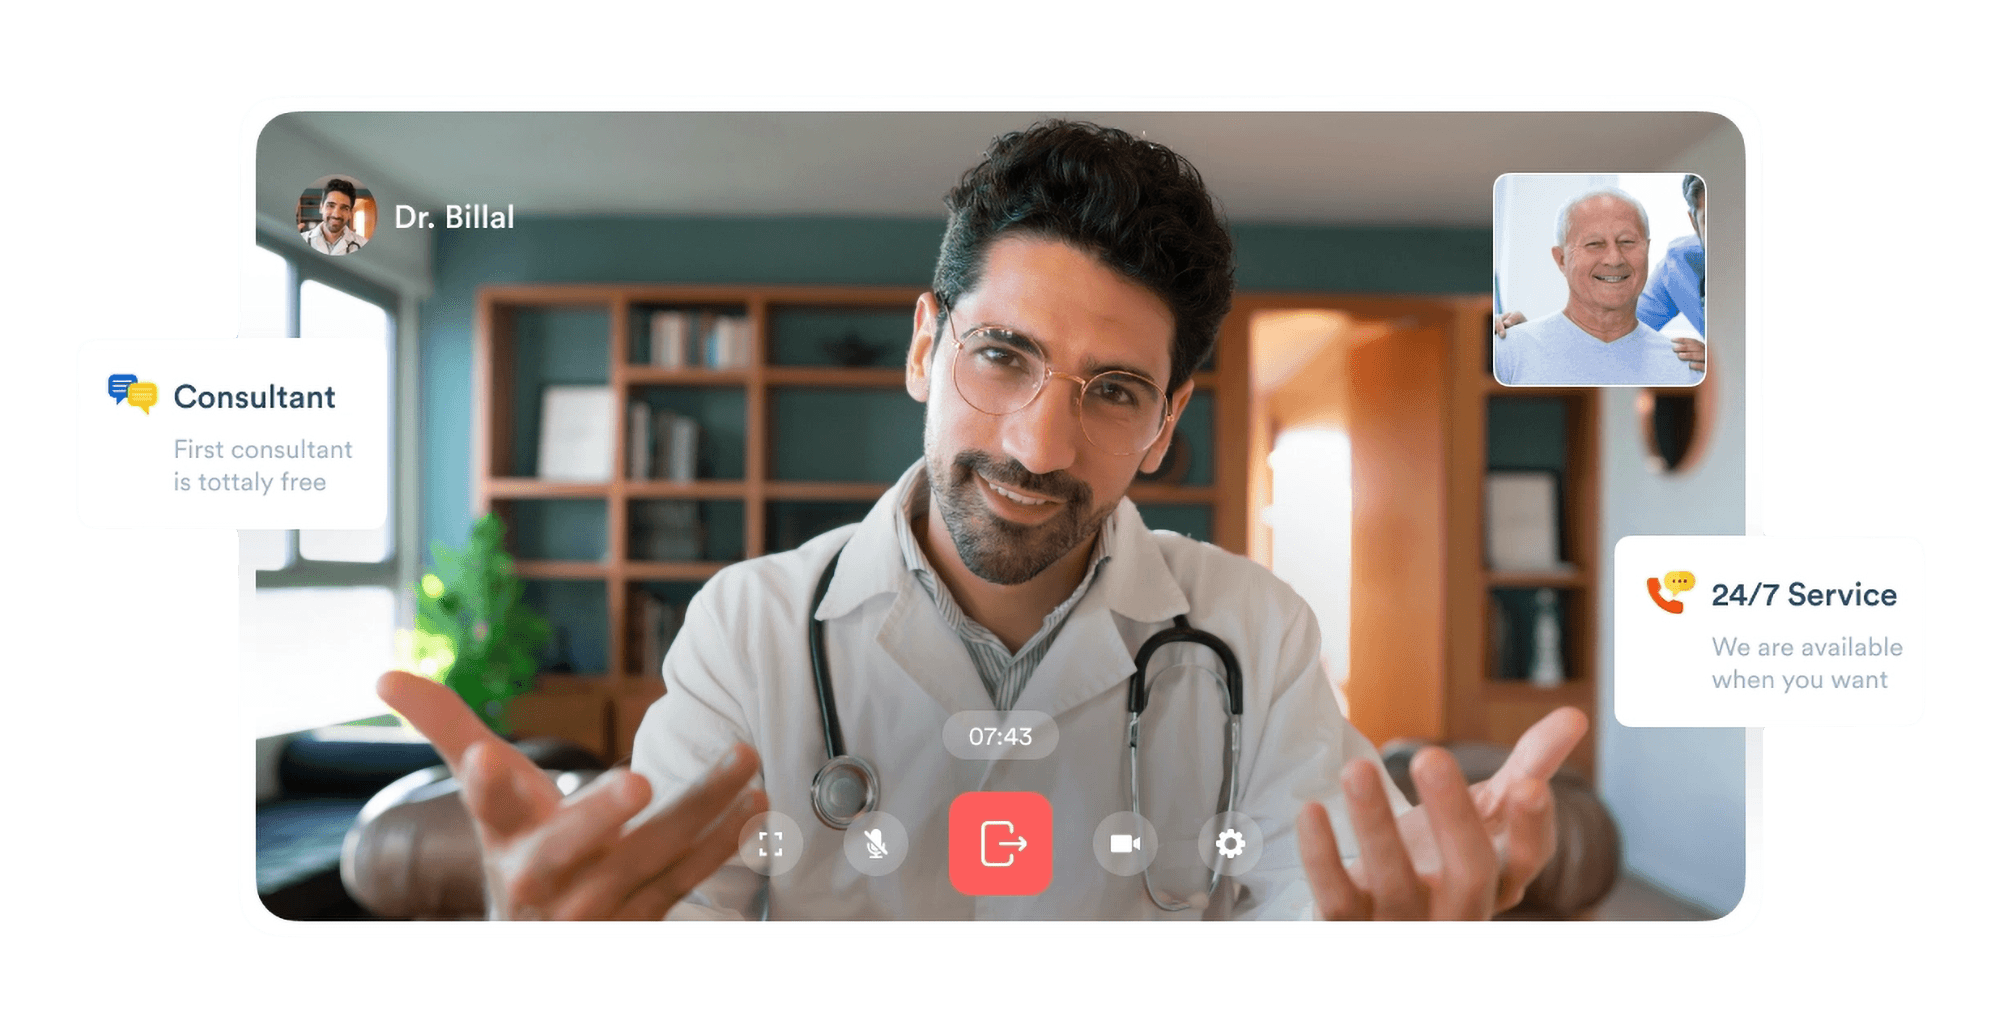 Dr. Billal
Consultant
First consultant
is tottaly free
24/7 Service
We are available
when you want
07:43